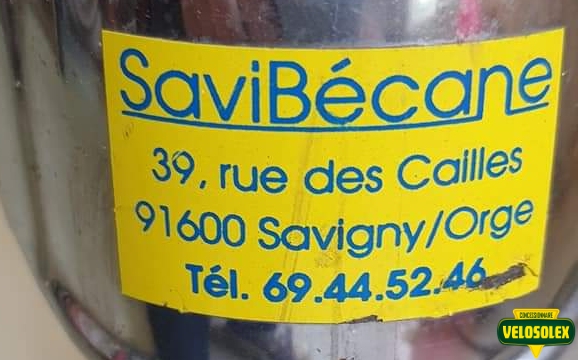 SaviBécane
39, rue des Cailles
91600 Savigny/Orge
Tél. 69.44.52.46
CONCESSIONNAIRE
VELOSOLEX